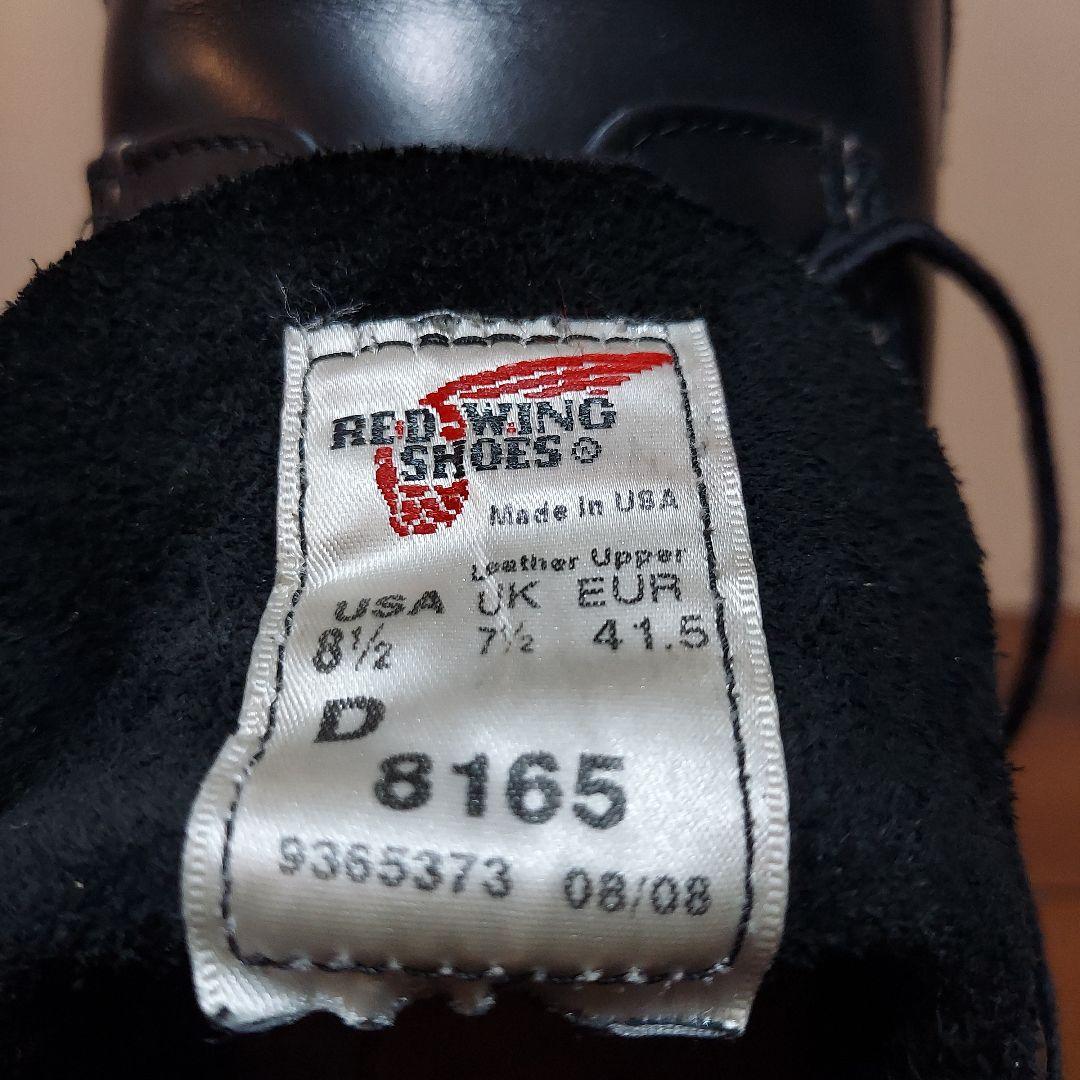 RED WING
SHOES®
Made in USA
Leather Upper
USA UK EUR
8½ 7½ 41.5
D
8165
9365373 08/08